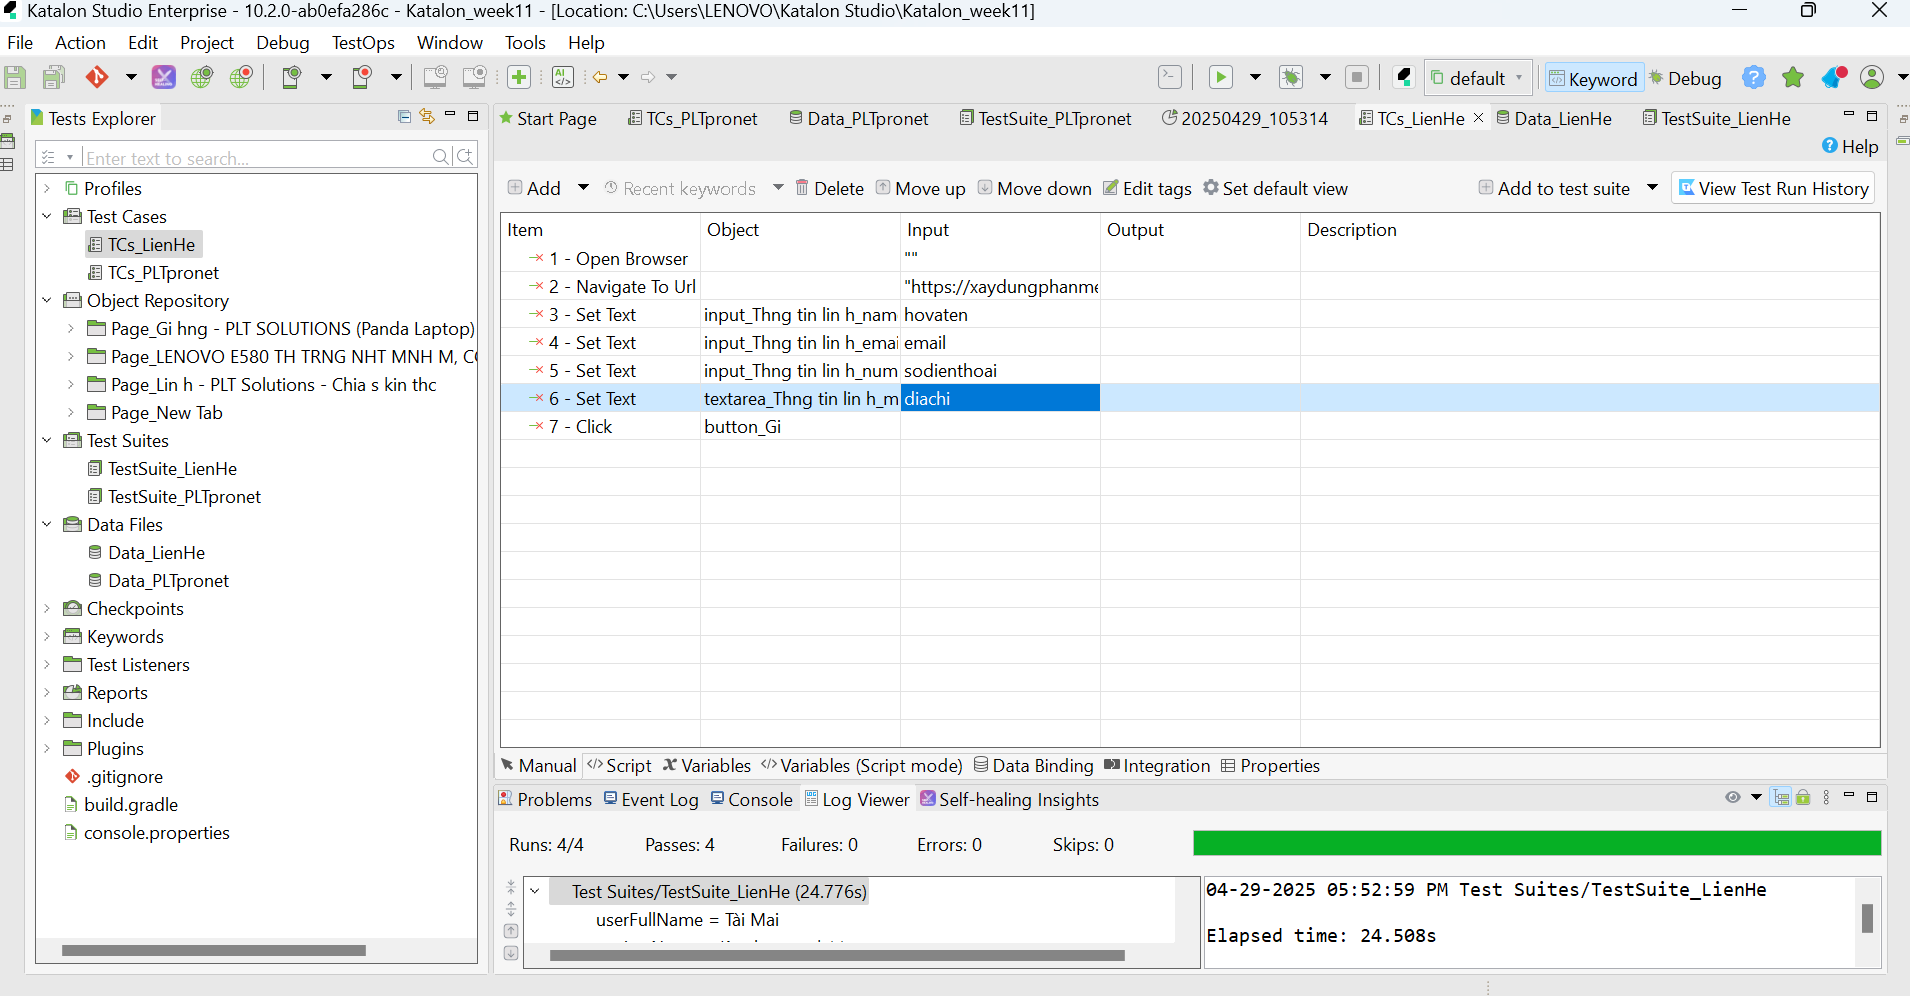 Katalon Studio Enterprise - 10.2.0-ab0efa286c - Katalon_week11 - [Location: C:\Users\LENOVO\Katalon Studio\Katalon_week11]
File Action Edit Project Debug TestOps Window Tools Help
default Keyword Debug
Tests Explorer
Enter text to search...
Profiles
Test Cases
TCs_LienHe
TCs_PLTpronet
Object Repository
Page_Gi hng - PLT SOLUTIONS (Panda Laptop)
Page_LENOVO E580 TH TRNG NHT MNH M, C
Page_Lin h - PLT Solutions - Chia s kin thc
Page_New Tab
Test Suites
TestSuite_LienHe
TestSuite_PLTpronet
Data Files
Data_LienHe
Data_PLTpronet
Checkpoints
Keywords
Test Listeners
Reports
Include
Plugins
.gitignore
build.gradle
console.properties
Start Page TCs_PLTpronet Data_PLTpronet TestSuite_PLTpronet 20250429_105314 TCs_LienHe Data_LienHe TestSuite_LienHe
Help
Add Recent keywords Delete Move up Move down Edit tags Set default view Add to test suite View Test Run History
Item Object Input Output Description
1 - Open Browser ""
2 - Navigate To Url "https://xaydungphanme
3 - Set Text input_Thng tin lin h_nam hovaten
4 - Set Text input_Thng tin lin h_emai email
5 - Set Text input_Thng tin lin h_num sodienthoai
6 - Set Text textarea_Thng tin lin h_m diachi
7 - Click button_Gi
Manual Script Variables Variables (Script mode) Data Binding Integration Properties
Problems Event Log Console Log Viewer Self-healing Insights
Runs: 4/4 Passes: 4 Failures: 0 Errors: 0 Skips: 0
Test Suites/TestSuite_LienHe (24.776s)
userFullName = Tài Mai
04-29-2025 05:52:59 PM Test Suites/TestSuite_LienHe
Elapsed time: 24.508s